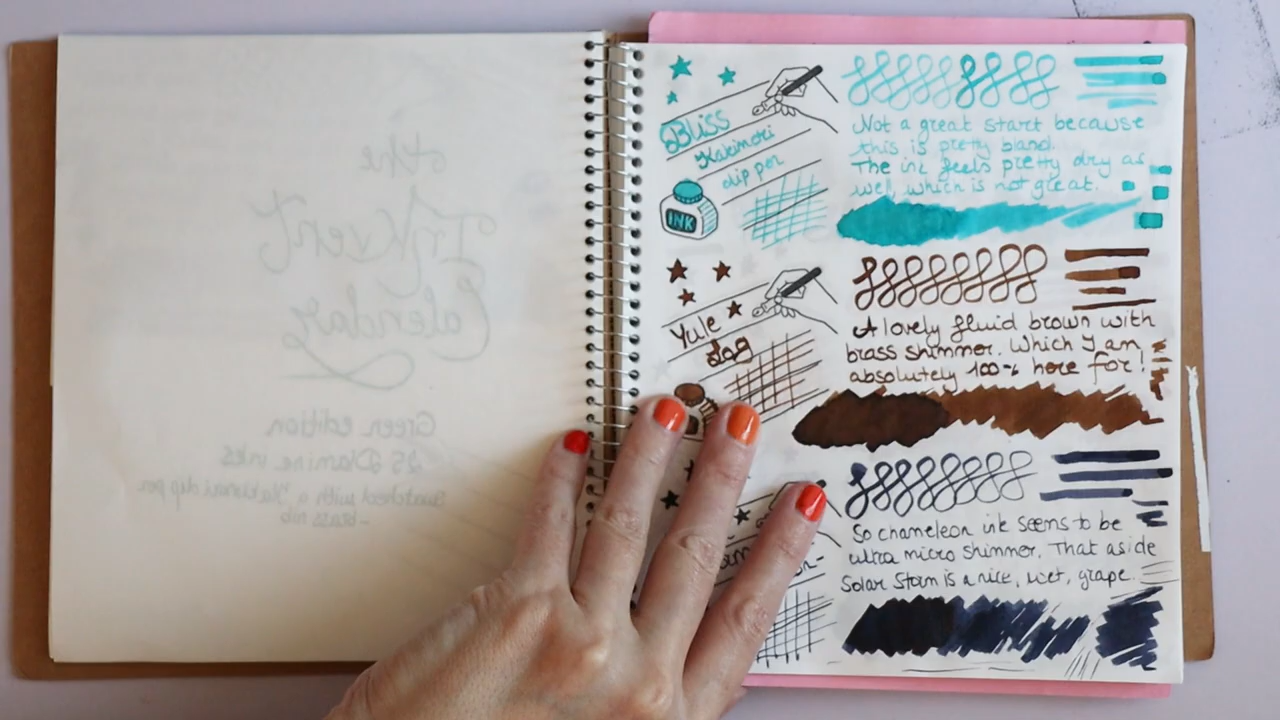 the
Inkvent
Calendar
Green edition
25 Diamine inks
Swatched with a Kakimori dip pen
- brass nib
Bliss
Kakimori
dip pen
INK
Not a great start because
this is pretty bland.
The ink feels pretty dry as
well, which is not great.
Yule
Log
A lovely fluid brown with
brass shimmer. Which I am
absolutely 100% here for!
So chameleon ink seems to be
ultra micro shimmer. That aside
Solar Storm is a nice, wet, grape.